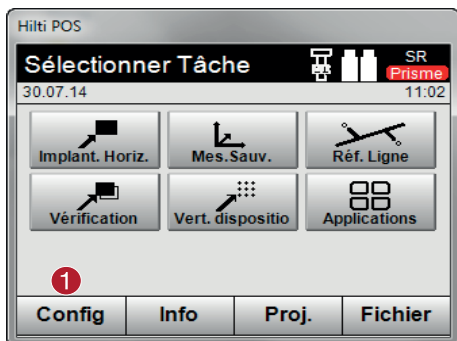 Hilti POS
Sélectionner Tâche
SR
Prisme
30.07.14 11:02
Implant. Horiz. Mes.Sauv. Réf. Ligne
Vérification Vert. dispositio Applications
1
Config Info Proj. Fichier